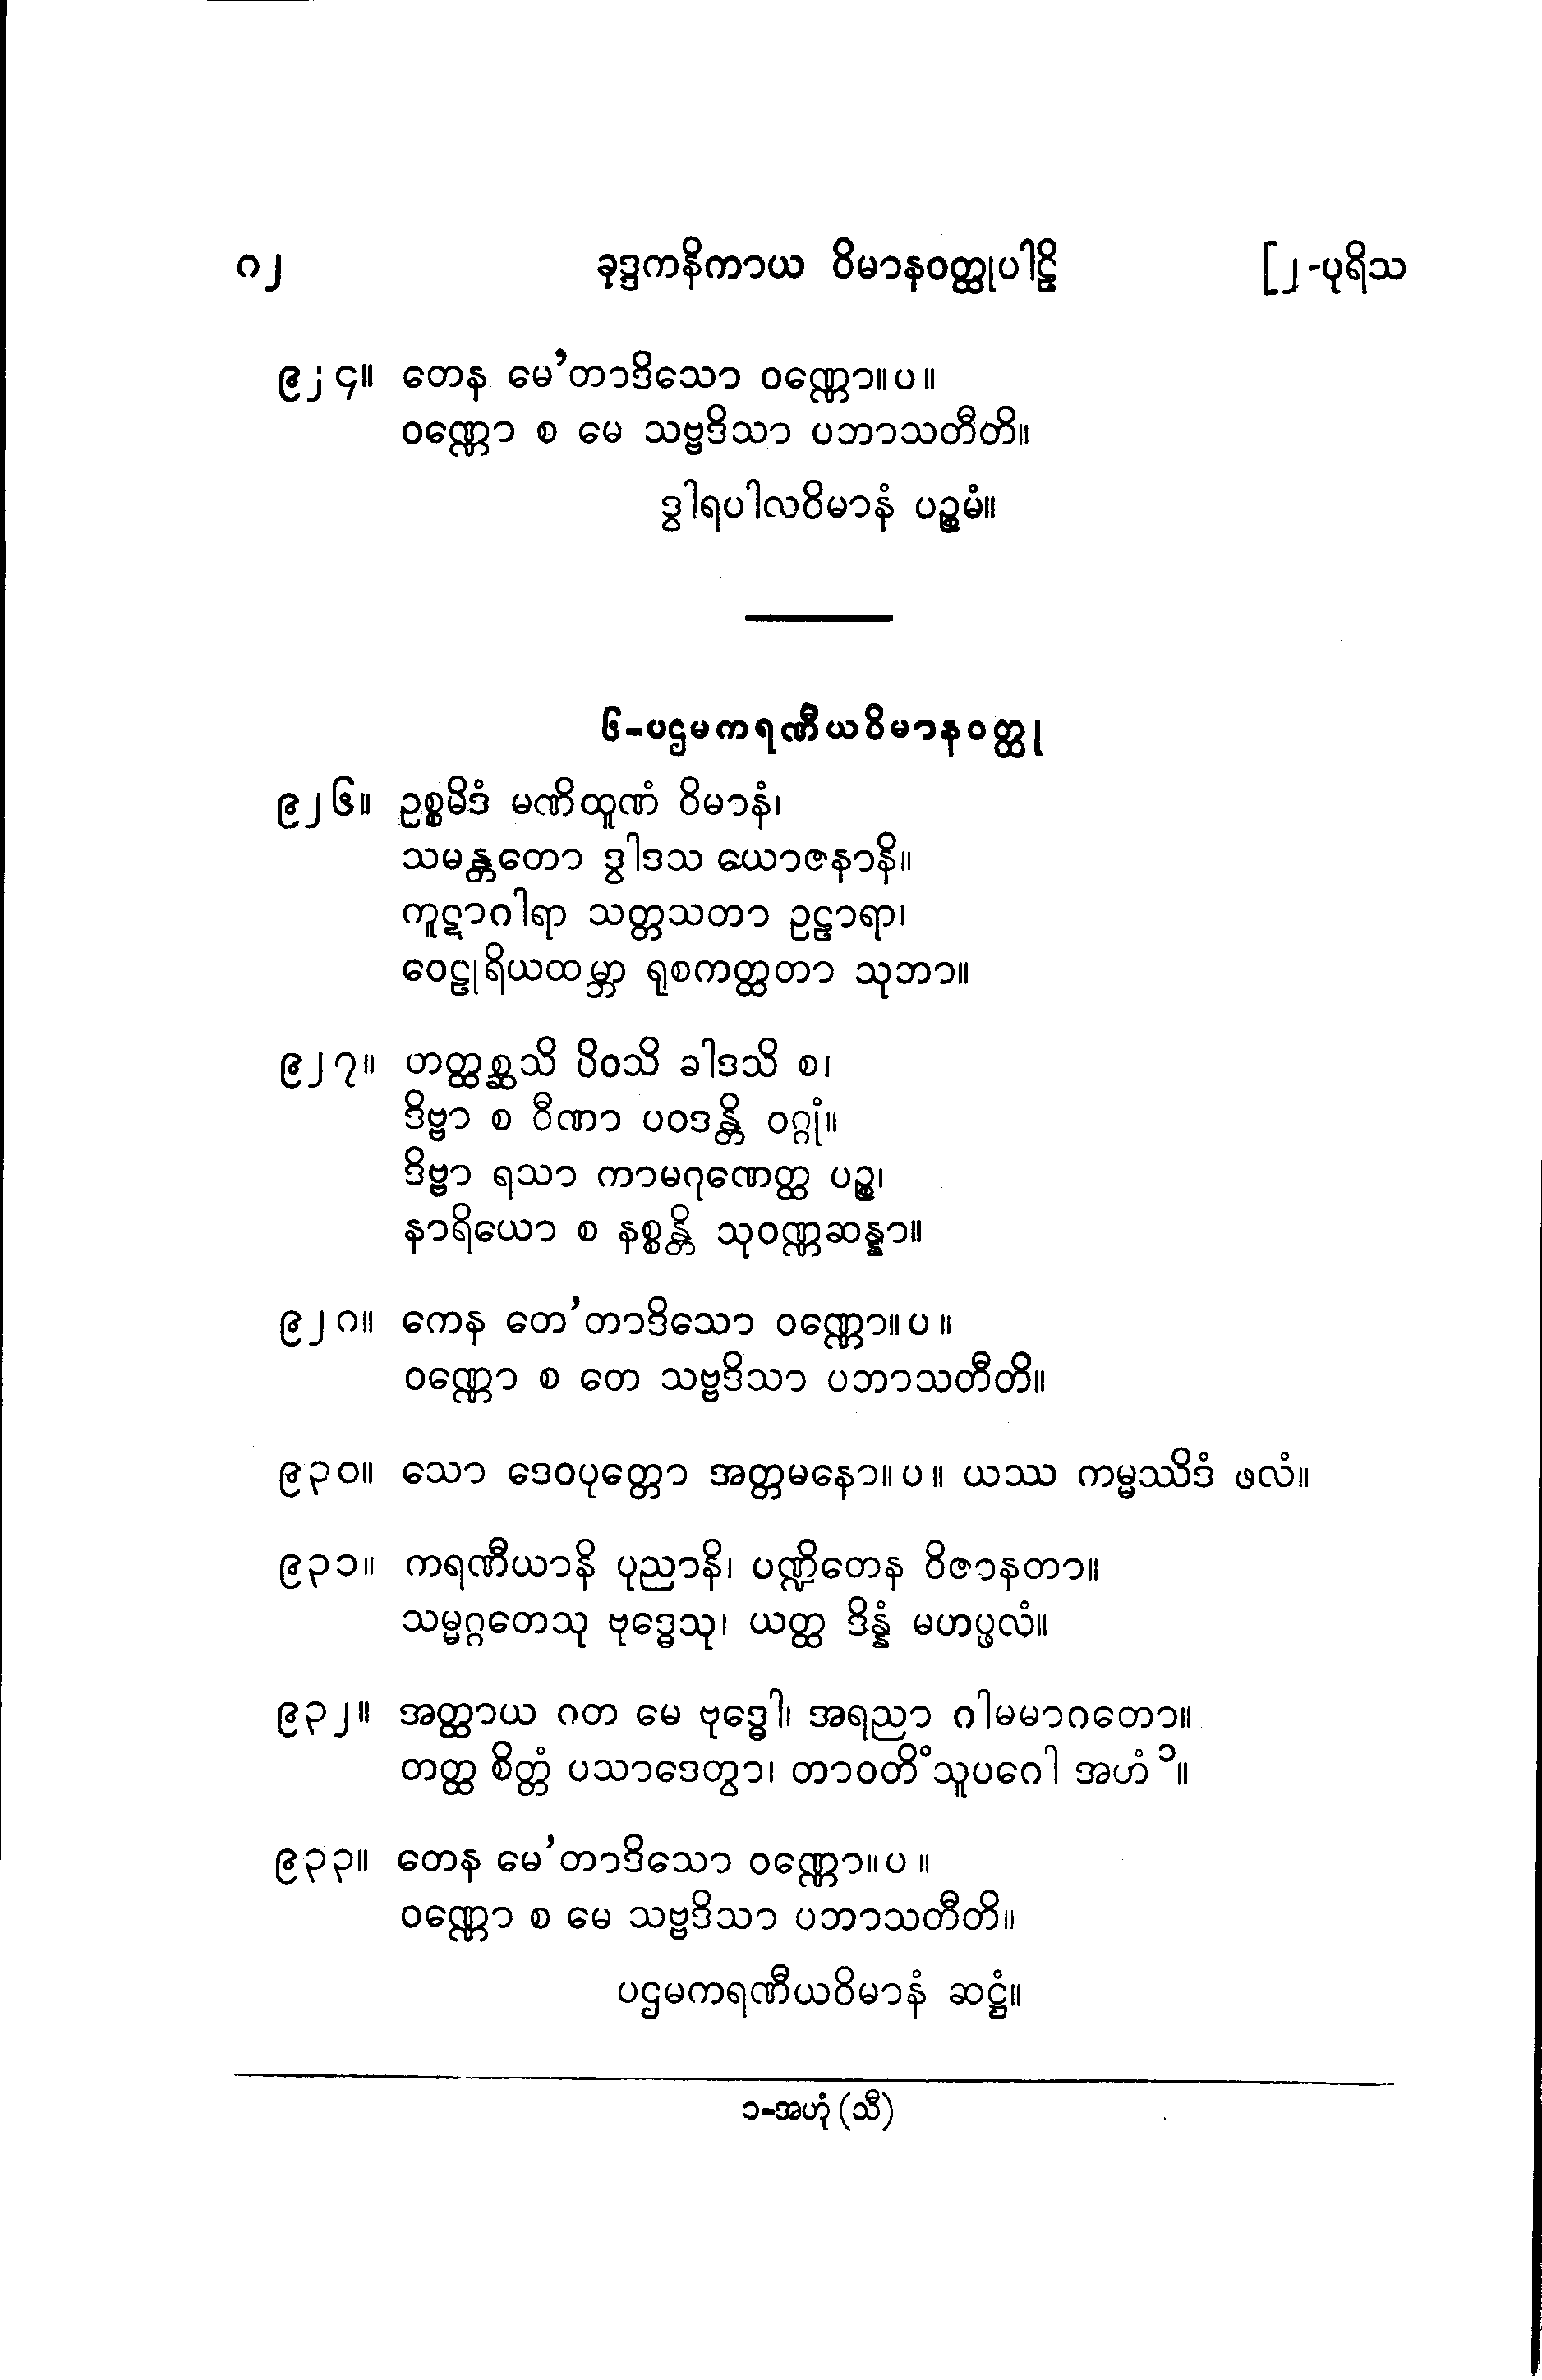 ၈၂ ခုဒ္ဒကနိကာယ ဝိမာနဝတ္ထုပါဠိ [၂-ပုရိသ
၉၂၄။ တေန မေ'တာဒိသော ဝဏ္ဏော။ပ။
ဝဏ္ဏော စ မေ သဗ္ဗဒိသာ ပဘာသတီတိ။
ဒွါရပါလဝိမာနံ ပဉ္စမံ။
၆-ပဌမကရဏီယဝိမာနဝတ္ထု
၉၂၆။ ဥစ္စမိဒံ မဏိထူဏံ ဝိမာနံ၊
သမန္တတော ဒွါဒသ ယောဇနာနိ။
ကူဋာဂါရာ သတ္တသတာ ဥဠာရာ၊
ဝေဠုရိယထမ္ဘာ ရုစကတ္ထတာ သုဘာ။
၉၂၇။ တတ္ထစ္ဆသိ ပိဝသိ ခါဒသိ စ၊
ဒိဗ္ဗာ စ ဝီဏာ ပဝဒန္တိ ဝဂ္ဂုံ။
ဒိဗ္ဗာ ရသာ ကာမဂုဏေတ္ထ ပဉ္စ၊
နာရိယော စ နစ္စန္တိ သုဝဏ္ဏဆန္နာ။
၉၂၈။ ကေန တေ'တာဒိသော ဝဏ္ဏော။ပ။
ဝဏ္ဏော စ တေ သဗ္ဗဒိသာ ပဘာသတီတိ။
၉၃၀။ သော ဒေဝပုတ္တော အတ္တမနော။ပ။ ယဿ ကမ္မဿိဒံ ဖလံ။
၉၃၁။ ကရဏီယာနိ ပုညာနိ၊ ပဏ္ဍိတေန ဝိဇာနတာ။
သမ္မဂ္ဂတေသု ဗုဒ္ဓေသု၊ ယတ္ထ ဒိန္နံ မဟပ္ဖလံ။
၉၃၂။ အတ္ထာယ ဝတ မေ ဗုဒ္ဓေါ၊ အရညာ ဂါမမာဂတော။
တတ္ထ စိတ္တံ ပသာဒေတွာ၊ တာဝတိံသူပဂေါ အဟံ ၁။
၉၃၃။ တေန မေ'တာဒိသော ဝဏ္ဏော။ပ။
ဝဏ္ဏော စ မေ သဗ္ဗဒိသာ ပဘာသတီတိ။
ပဌမကရဏီယဝိမာနံ ဆဋ္ဌံ။
၁-အဟုံ (သီ)